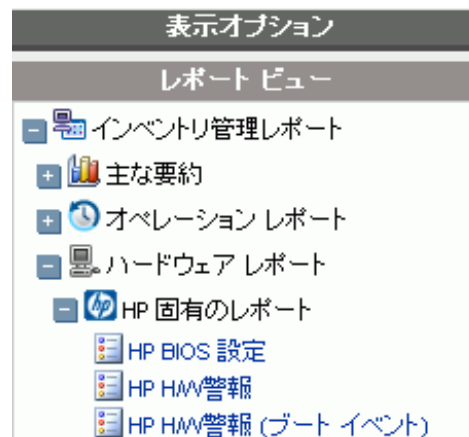 表示オプション
レポート ビュー
インベントリ管理レポート
主な要約
オペレーション レポート
ハードウェア レポート
HP 固有のレポート
HP BIOS 設定
HP H/W警報
HP H/W警報 (ブート イベント)